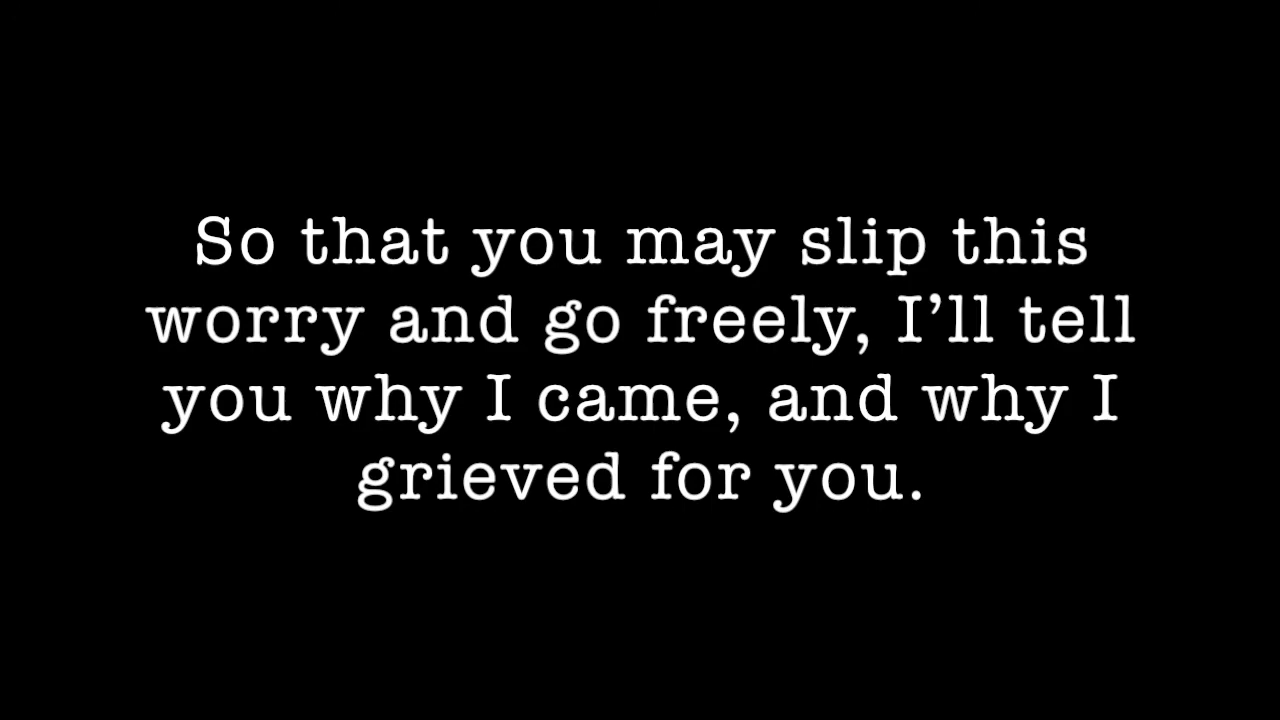 So that you may slip this
worry and go freely, I’ll tell
you why I came, and why I
grieved for you.